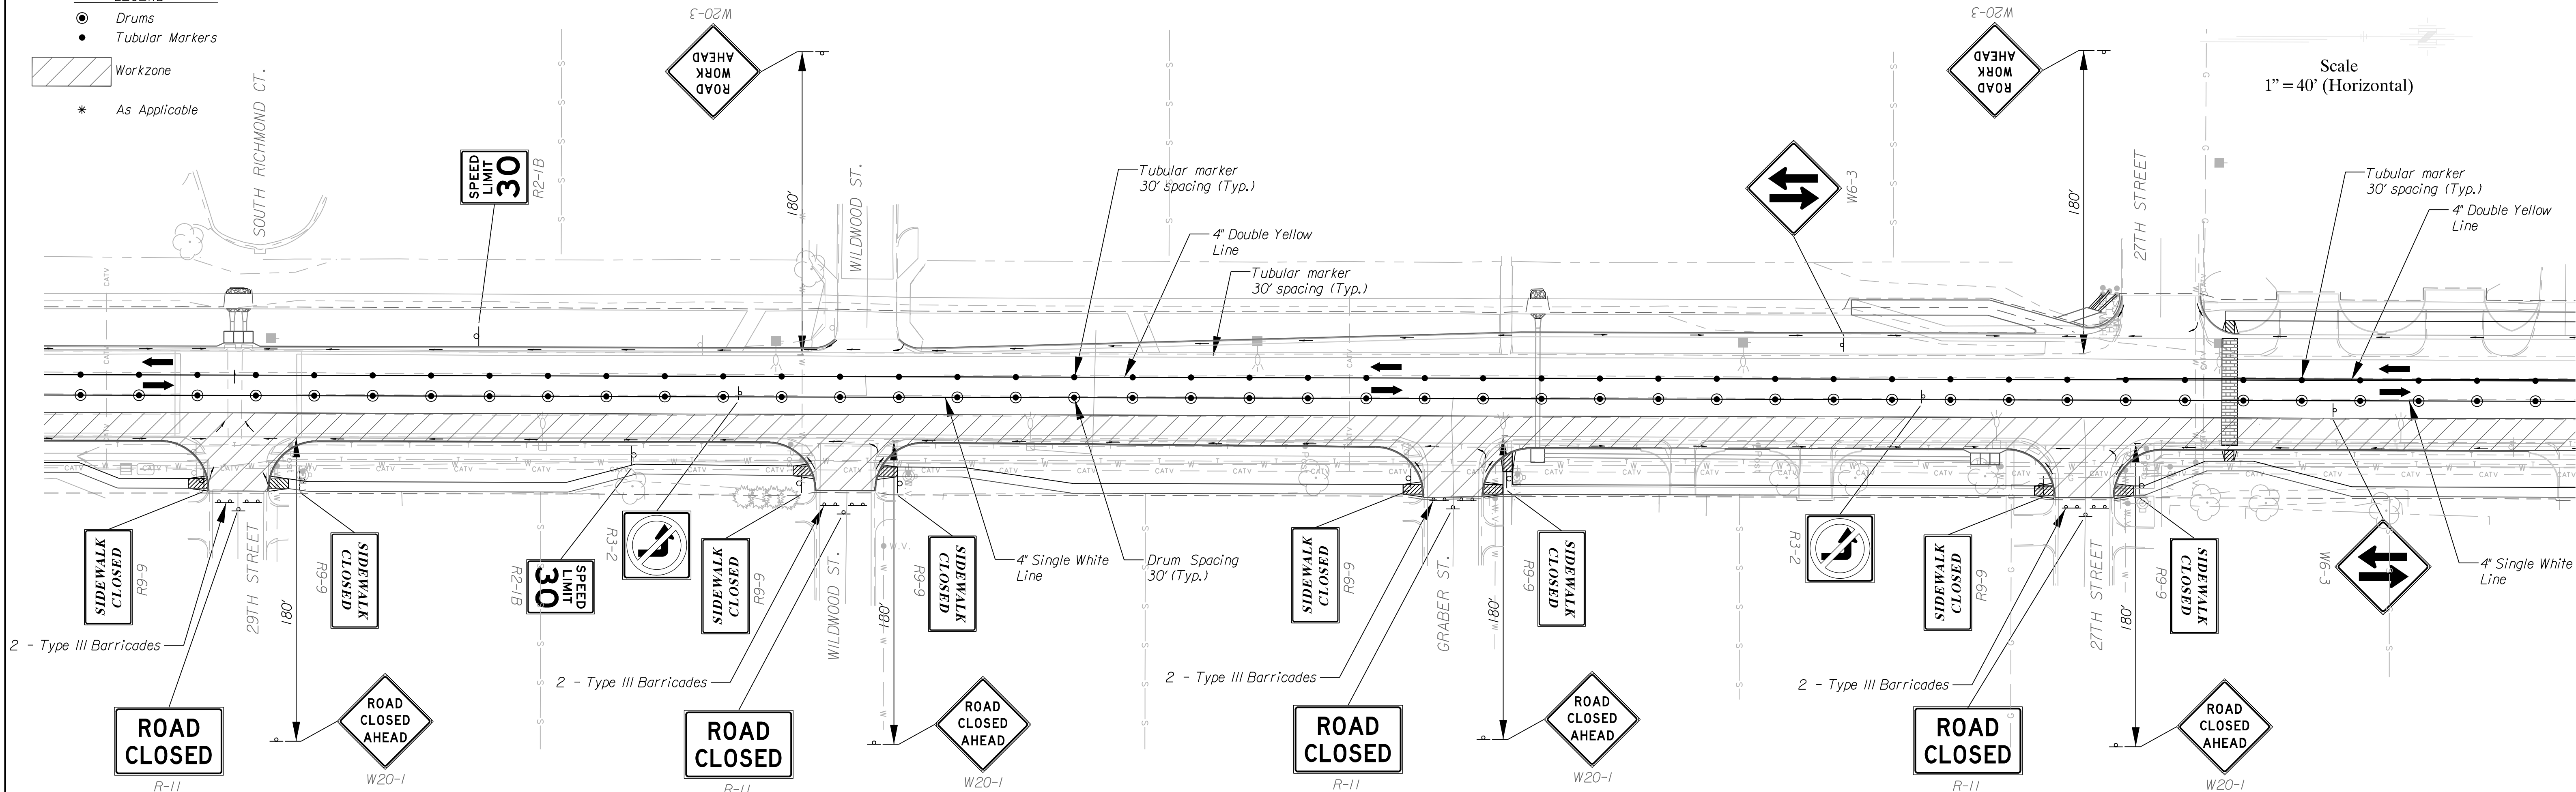 LEGEND
Drums
Tubular Markers
Workzone
* As Applicable
SOUTH RICHMOND CT.
SPEED
LIMIT
30
R2-1B
W20-3
ROAD
WORK
AHEAD
180'
WILDWOOD ST.
Tubular marker
30' spacing (Typ.)
4" Double Yellow
Line
Tubular marker
30' spacing (Typ.)
W6-3
W20-3
ROAD
WORK
AHEAD
180'
27TH STREET
Scale
1" = 40' (Horizontal)
Tubular marker
30' spacing (Typ.)
4" Double Yellow
Line
SIDEWALK
CLOSED
R9-9
29TH STREET
180'
R9-9
SIDEWALK
CLOSED
2 - Type III Barricades
ROAD
CLOSED
R-11
ROAD
CLOSED
AHEAD
W20-1
R2-1B
SPEED
LIMIT
30
R3-2
SIDEWALK
CLOSED
R9-9
WILDWOOD ST.
180'
W.V.
R9-9
SIDEWALK
CLOSED
2 - Type III Barricades
ROAD
CLOSED
R-11
ROAD
CLOSED
AHEAD
W20-1
4" Single White
Line
Drum Spacing
30' (Typ.)
SIDEWALK
CLOSED
R9-9
GRABER ST.
180'
R9-9
SIDEWALK
CLOSED
2 - Type III Barricades
ROAD
CLOSED
R-11
ROAD
CLOSED
AHEAD
W20-1
R3-2
SIDEWALK
CLOSED
R9-9
27TH STREET
180'
R9-9
SIDEWALK
CLOSED
2 - Type III Barricades
ROAD
CLOSED
R-11
ROAD
CLOSED
AHEAD
W20-1
W6-3
4" Single White
Line